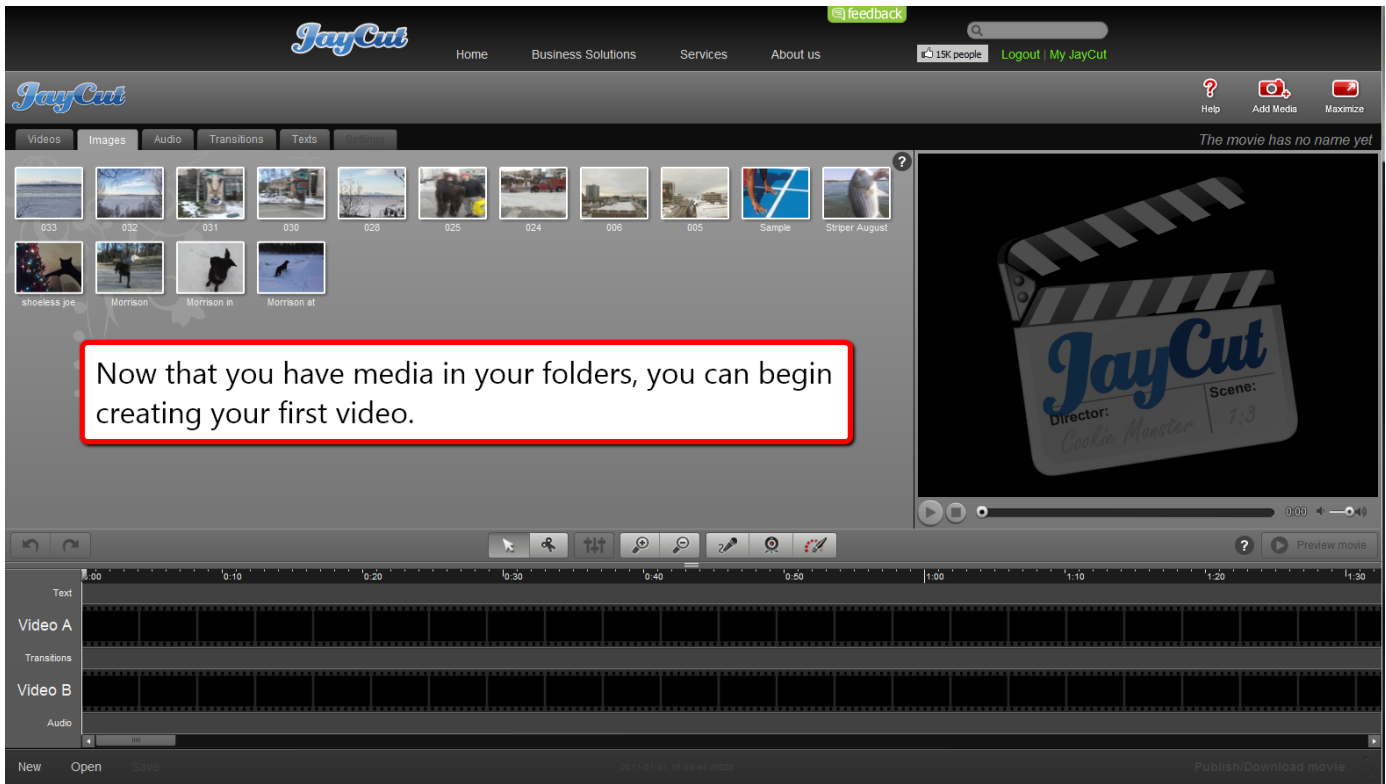 feedback
JayCut
Home Business Solutions Services About us
15K people Logout | My JayCut
JayCut
Help Add Media Maximize
Videos Images Audio Transitions Texts Settings
The movie has no name yet
?
033 032 031 030 028 025 024 006 005 Sample Striper August
shoeless joe Morrison Morrison in Morrison at
Now that you have media in your folders, you can begin
creating your first video.
JayCut
Director: Scene:
Cookie Monster 1;3
0:00
? Preview movie
0:10 0:20 0:30 0:40 0:50 1:00 1:10 1:20 1:30
Text
Video A
Transitions
Video B
Audio
New Open Save
Publish/Download movie